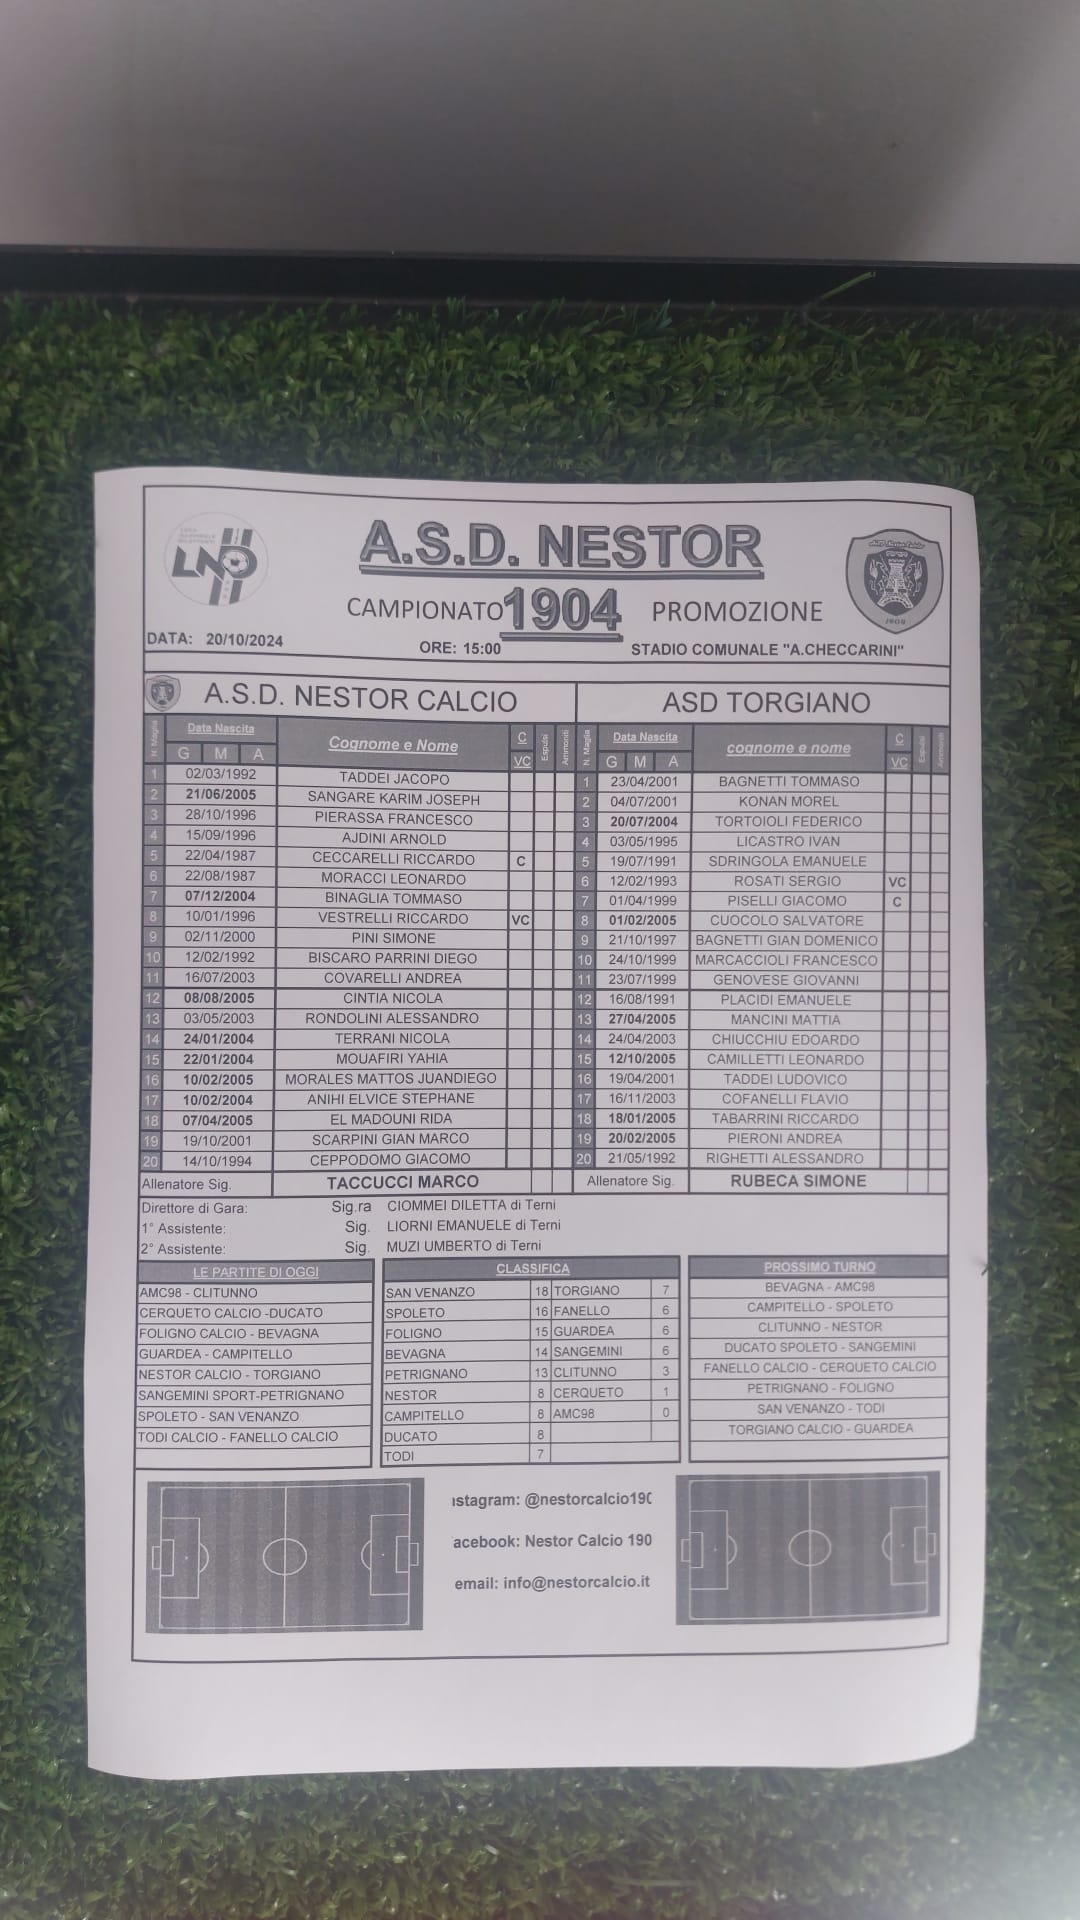 LND
A.S.D. NESTOR
CAMPIONATO 1904 PROMOZIONE
1904
DATA: 20/10/2024 ORE: 15:00 STADIO COMUNALE "A.CHECCARINI"
A.S.D. NESTOR CALCIO ASD TORGIANO
N. Maglia Data Nascita Cognome e Nome C Espulsi Ammoniti N. Maglia Data Nascita cognome e nome C Espulsi Ammoniti
G M A VC G M A VC
1 02/03/1992 TADDEI JACOPO 1 23/04/2001 BAGNETTI TOMMASO
2 21/06/2005 SANGARE KARIM JOSEPH 2 04/07/2001 KONAN MOREL
3 28/10/1996 PIERASSA FRANCESCO 3 20/07/2004 TORTOIOLI FEDERICO
4 15/09/1996 AJDINI ARNOLD 4 03/05/1995 LICASTRO IVAN
5 22/04/1987 CECCARELLI RICCARDO C 5 19/07/1991 SDRINGOLA EMANUELE
6 22/08/1987 MORACCI LEONARDO 6 12/02/1993 ROSATI SERGIO VC
7 07/12/2004 BINAGLIA TOMMASO 7 01/04/1999 PISELLI GIACOMO C
8 10/01/1996 VESTRELLI RICCARDO VC 8 01/02/2005 CUOCOLO SALVATORE
9 02/11/2000 PINI SIMONE 9 21/10/1997 BAGNETTI GIAN DOMENICO
10 12/02/1992 BISCARO PARRINI DIEGO 10 24/10/1999 MARCACCIOLI FRANCESCO
11 16/07/2003 COVARELLI ANDREA 11 23/07/1999 GENOVESE GIOVANNI
12 08/08/2005 CINTIA NICOLA 12 16/08/1991 PLACIDI EMANUELE
13 03/05/2003 RONDOLINI ALESSANDRO 13 27/04/2005 MANCINI MATTIA
14 24/01/2004 TERRANI NICOLA 14 24/04/2003 CHIUCCHIU EDOARDO
15 22/01/2004 MOUAFIRI YAHIA 15 12/10/2005 CAMILLETTI LEONARDO
16 10/02/2005 MORALES MATTOS JUANDIEGO 16 19/04/2001 TADDEI LUDOVICO
17 10/02/2004 ANIHI ELVICE STEPHANE 17 16/11/2003 COFANELLI FLAVIO
18 07/04/2005 EL MADOUNI RIDA 18 18/01/2005 TABARRINI RICCARDO
19 19/10/2001 SCARPINI GIAN MARCO 19 20/02/2005 PIERONI ANDREA
20 14/10/1994 CEPPODOMO GIACOMO 20 21/05/1992 RIGHETTI ALESSANDRO
Allenatore Sig. TACCUCCI MARCO Allenatore Sig. RUBECA SIMONE
Direttore di Gara: Sig.ra CIOMMEI DILETTA di Terni
1° Assistente: Sig. LIORNI EMANUELE di Terni
2° Assistente: Sig. MUZI UMBERTO di Terni
LE PARTITE DI OGGI
AMC98 - CLITUNNO
CERQUETO CALCIO -DUCATO
FOLIGNO CALCIO - BEVAGNA
GUARDEA - CAMPITELLO
NESTOR CALCIO - TORGIANO
SANGEMINI SPORT-PETRIGNANO
SPOLETO - SAN VENANZO
TODI CALCIO - FANELLO CALCIO
CLASSIFICA
SAN VENANZO 18 TORGIANO 7
SPOLETO 16 FANELLO 6
FOLIGNO 15 GUARDEA 6
BEVAGNA 14 SANGEMINI 6
PETRIGNANO 13 CLITUNNO 3
NESTOR 8 CERQUETO 1
CAMPITELLO 8 AMC98 0
DUCATO 8
TODI 7
PROSSIMO TURNO
BEVAGNA - AMC98
CAMPITELLO - SPOLETO
CLITUNNO - NESTOR
DUCATO SPOLETO - SANGEMINI
FANELLO CALCIO - CERQUETO CALCIO
PETRIGNANO - FOLIGNO
SAN VENANZO - TODI
TORGIANO CALCIO - GUARDEA
stagram: @nestorcalcio190
acebook: Nestor Calcio 190
email: info@nestorcalcio.it